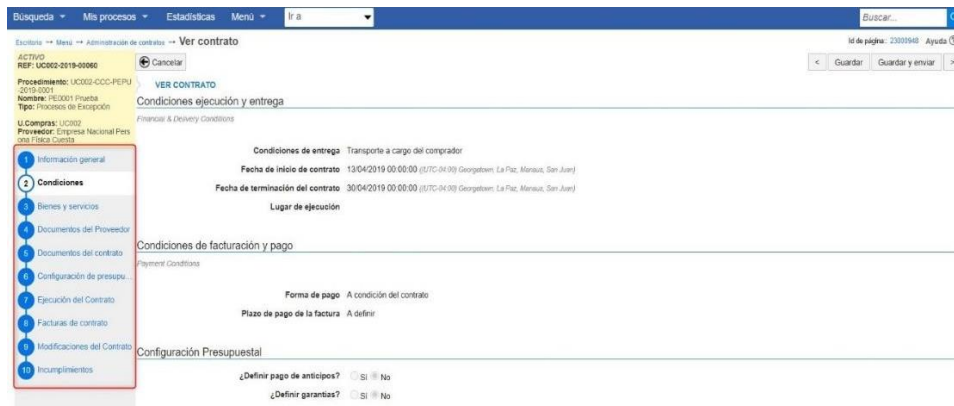 Búsqueda Mis procesos Estadísticas Menú Ir a Buscar...
Escritorio → Menú → Administración de contratos → Ver contrato Id de página: 23000948 Ayuda
ACTIVO
REF: UC002-2019-00060
Cancelar < Guardar Guardar y enviar >
Procedimiento: UC002-CCC-PEPU
-2019-0001
Nombre: PE0001 Prueba
Tipo: Procesos de Excepción
U.Compras: UC002
Proveedor: Empresa Nacional Pers
ona Física Cuesta
1 Información general
2 Condiciones
3 Bienes y servicios
4 Documentos del Proveedor
5 Documentos del contrato
6 Configuración de presupu...
7 Ejecución del Contrato
8 Facturas de contrato
9 Modificaciones del Contrato
10 Incumplimientos
VER CONTRATO
Condiciones ejecución y entrega
Financial & Delivery Conditions
Condiciones de entrega Transporte a cargo del comprador
Fecha de inicio de contrato 13/04/2019 00:00:00 ((UTC-04:00) Georgetown, La Paz, Manaus, San Juan)
Fecha de terminación del contrato 30/04/2019 00:00:00 ((UTC-04:00) Georgetown, La Paz, Manaus, San Juan)
Lugar de ejecución
Condiciones de facturación y pago
Payment Conditions
Forma de pago A condición del contrato
Plazo de pago de la factura A definir
Configuración Presupuestal
¿Definir pago de anticipos? Sí No
¿Definir garantías? Sí No